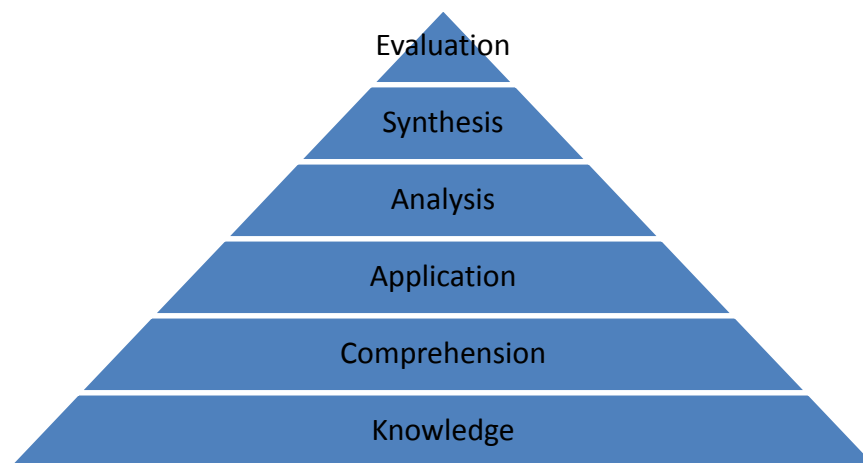 Evaluation
Synthesis
Analysis
Application
Comprehension
Knowledge